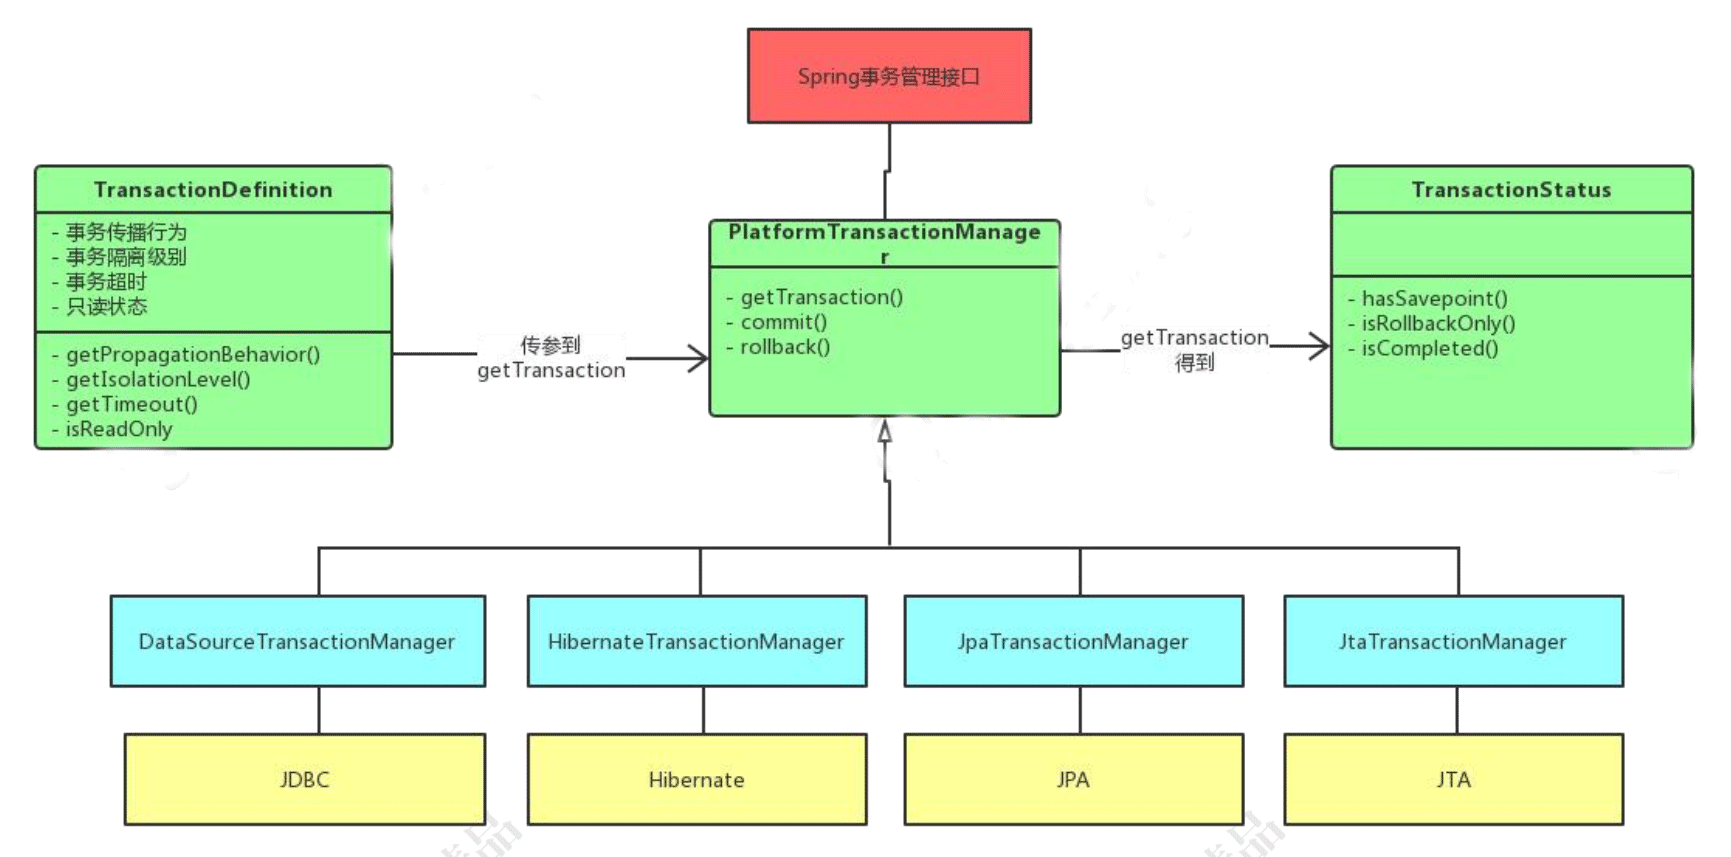 Spring事务管理接口
TransactionDefinition
- 事务传播行为
- 事务隔离级别
- 事务超时
- 只读状态
- getPropagationBehavior()
- getIsolationLevel()
- getTimeout()
- isReadOnly
传参到
getTransaction
PlatformTransactionManage
r
- getTransaction()
- commit()
- rollback()
getTransaction
得到
TransactionStatus
- hasSavepoint()
- isRollbackOnly()
- isCompleted()
DataSourceTransactionManager
HibernateTransactionManager
JpaTransactionManager
JtaTransactionManager
JDBC
Hibernate
JPA
JTA